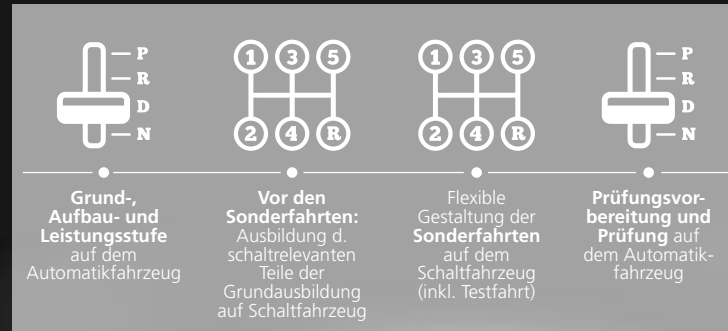 P
R
D
N
1 3 5
2 4 R
1 3 5
2 4 R
P
R
D
N
Grund-,
Aufbau- und
Leistungsstufe
auf dem
Automatikfahrzeug
Vor den
Sonderfahrten:
Ausbildung d.
schaltrelevanten
Teile der
Grundausbildung
auf Schaltfahrzeug
Flexible
Gestaltung der
Sonderfahrten
auf dem
Schaltfahrzeug
(inkl. Testfahrt)
Prüfungsvor-
bereitung und
Prüfung auf
dem Automatik-
fahrzeug